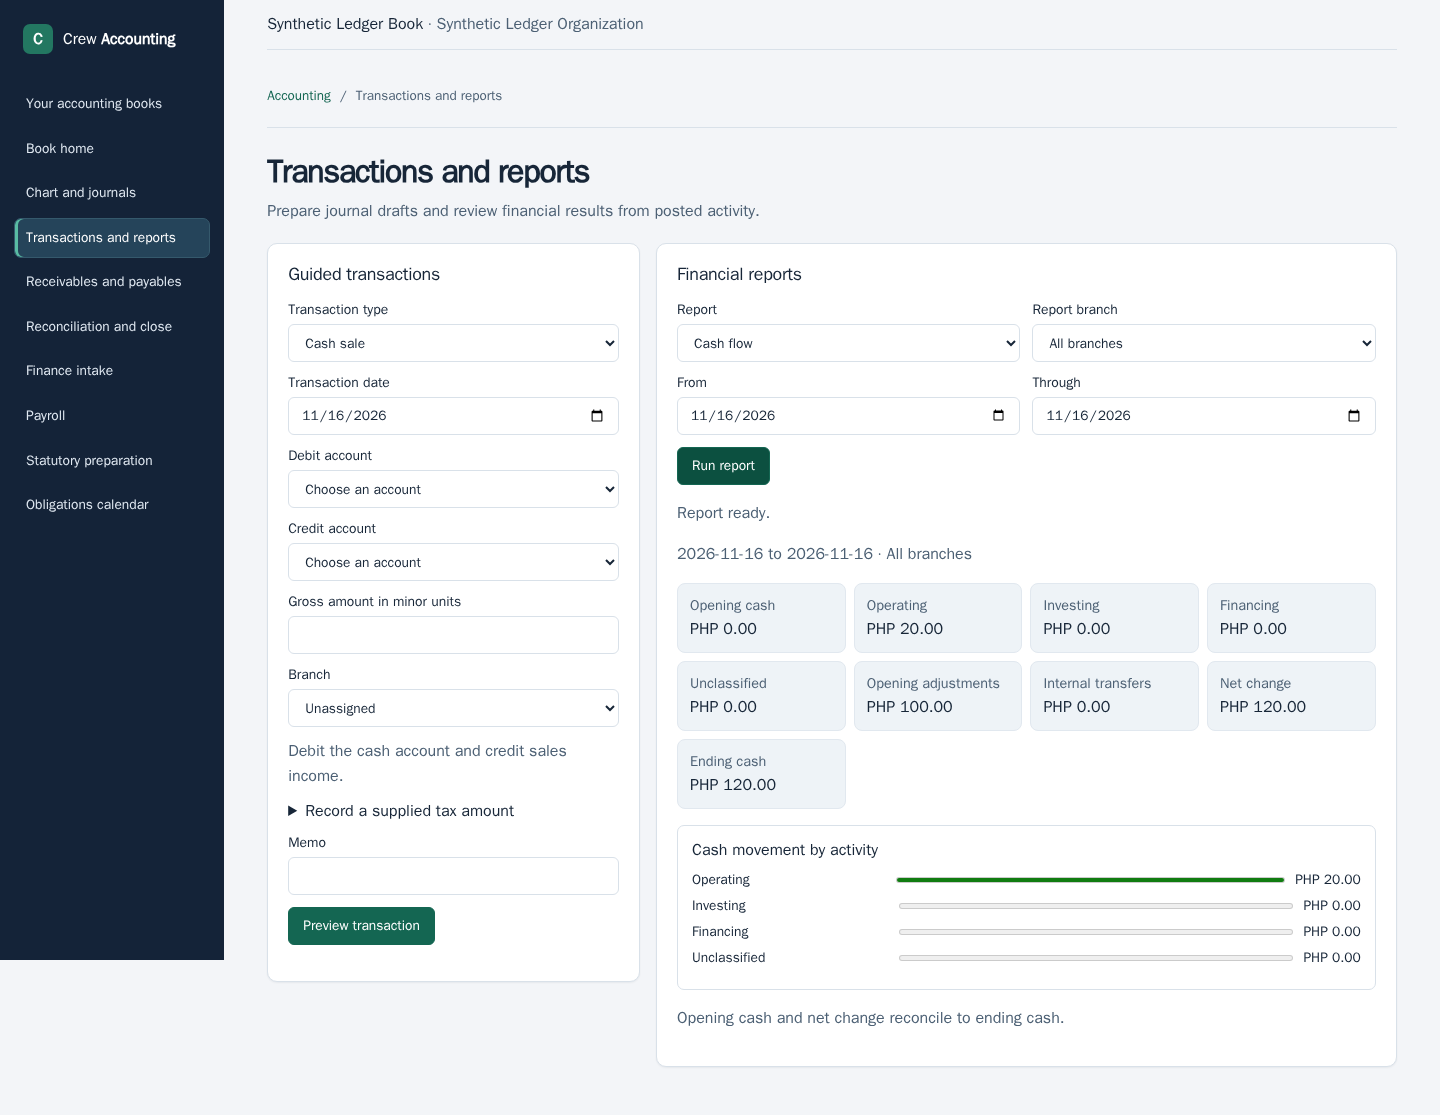 C Crew Accounting
Your accounting books
Book home
Chart and journals
Transactions and reports
Receivables and payables
Reconciliation and close
Finance intake
Payroll
Statutory preparation
Obligations calendar
Synthetic Ledger Book · Synthetic Ledger Organization
Accounting / Transactions and reports
Transactions and reports
Prepare journal drafts and review financial results from posted activity.
Guided transactions
Transaction type
Cash sale
Transaction date
11/16/2026
Debit account
Choose an account
Credit account
Choose an account
Gross amount in minor units
Branch
Unassigned
Debit the cash account and credit sales
income.
Record a supplied tax amount
Memo
Preview transaction
Financial reports
Report
Cash flow
Report branch
All branches
From
11/16/2026
Through
11/16/2026
Run report
Report ready.
2026-11-16 to 2026-11-16 · All branches
Opening cash
PHP 0.00
Operating
PHP 20.00
Investing
PHP 0.00
Financing
PHP 0.00
Unclassified
PHP 0.00
Opening adjustments
PHP 100.00
Internal transfers
PHP 0.00
Net change
PHP 120.00
Ending cash
PHP 120.00
Cash movement by activity
Operating PHP 20.00
Investing PHP 0.00
Financing PHP 0.00
Unclassified PHP 0.00
Opening cash and net change reconcile to ending cash.